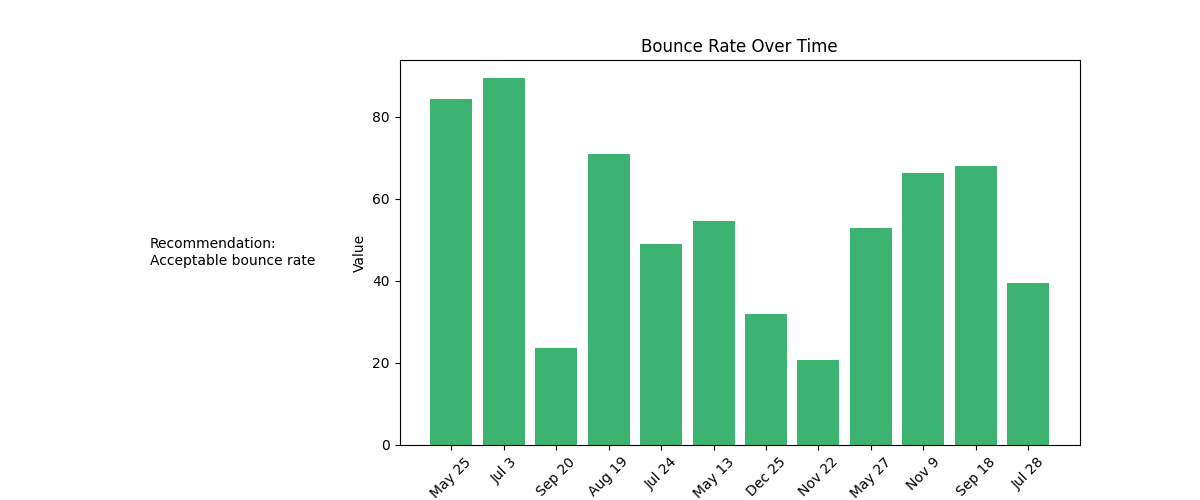 Bounce Rate Over Time
Recommendation:
Acceptable bounce rate
Value
80
60
40
20
0
May 25
Jul 3
Sep 20
Aug 19
Jul 24
May 13
Dec 25
Nov 22
May 27
Nov 9
Sep 18
Jul 28